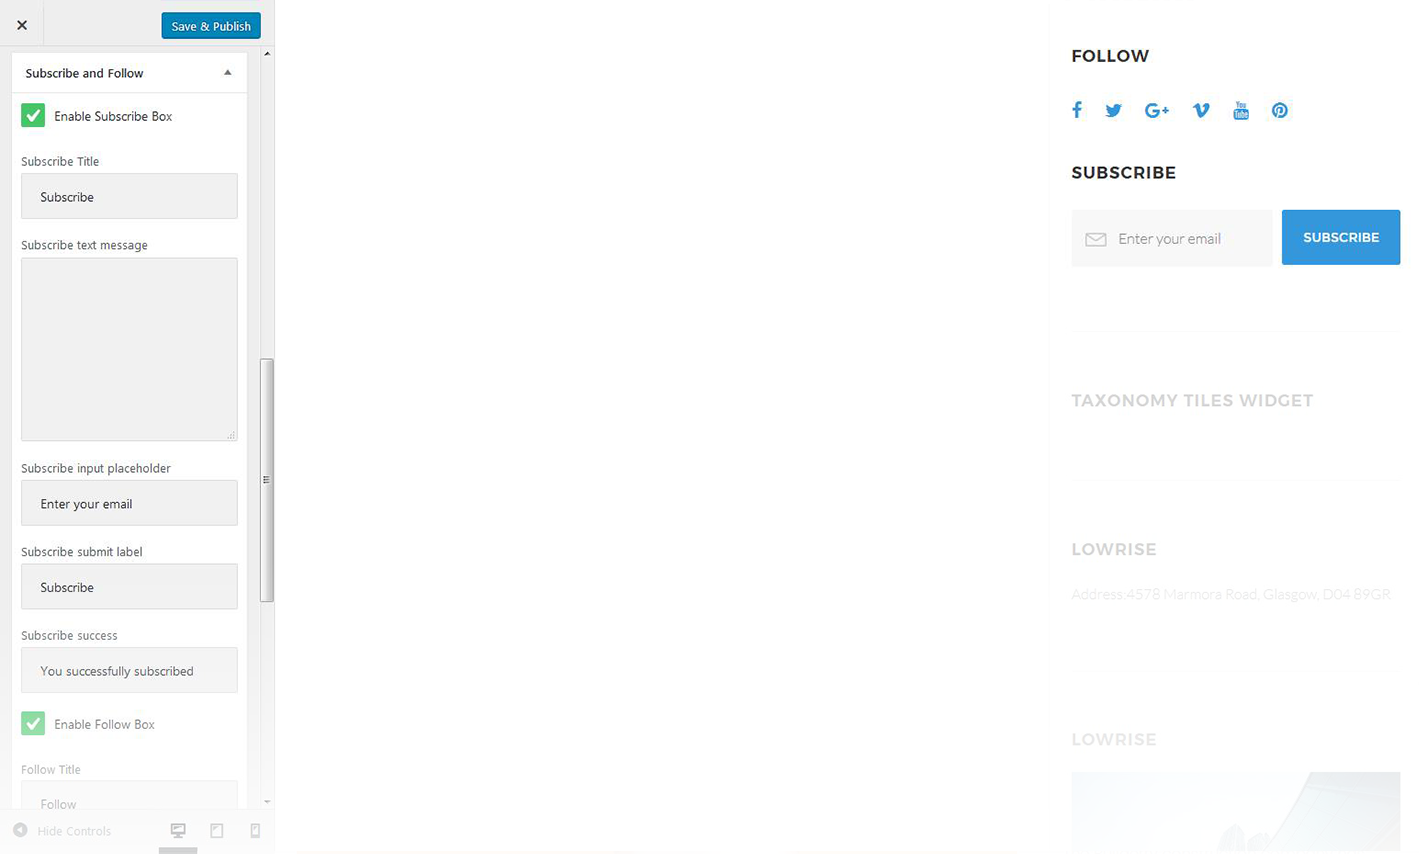 Save & Publish
Subscribe and Follow
Enable Subscribe Box
Subscribe Title
Subscribe
Subscribe text message
Subscribe input placeholder
Enter your email
Subscribe submit label
Subscribe
Subscribe success
You successfully subscribed
Enable Follow Box
Follow Title
Follow
Hide Controls
FOLLOW
SUBSCRIBE
Enter your email
SUBSCRIBE
TAXONOMY TILES WIDGET
LOWRISE
Address:4578 Marmora Road, Glasgow, D04 89GR
LOWRISE